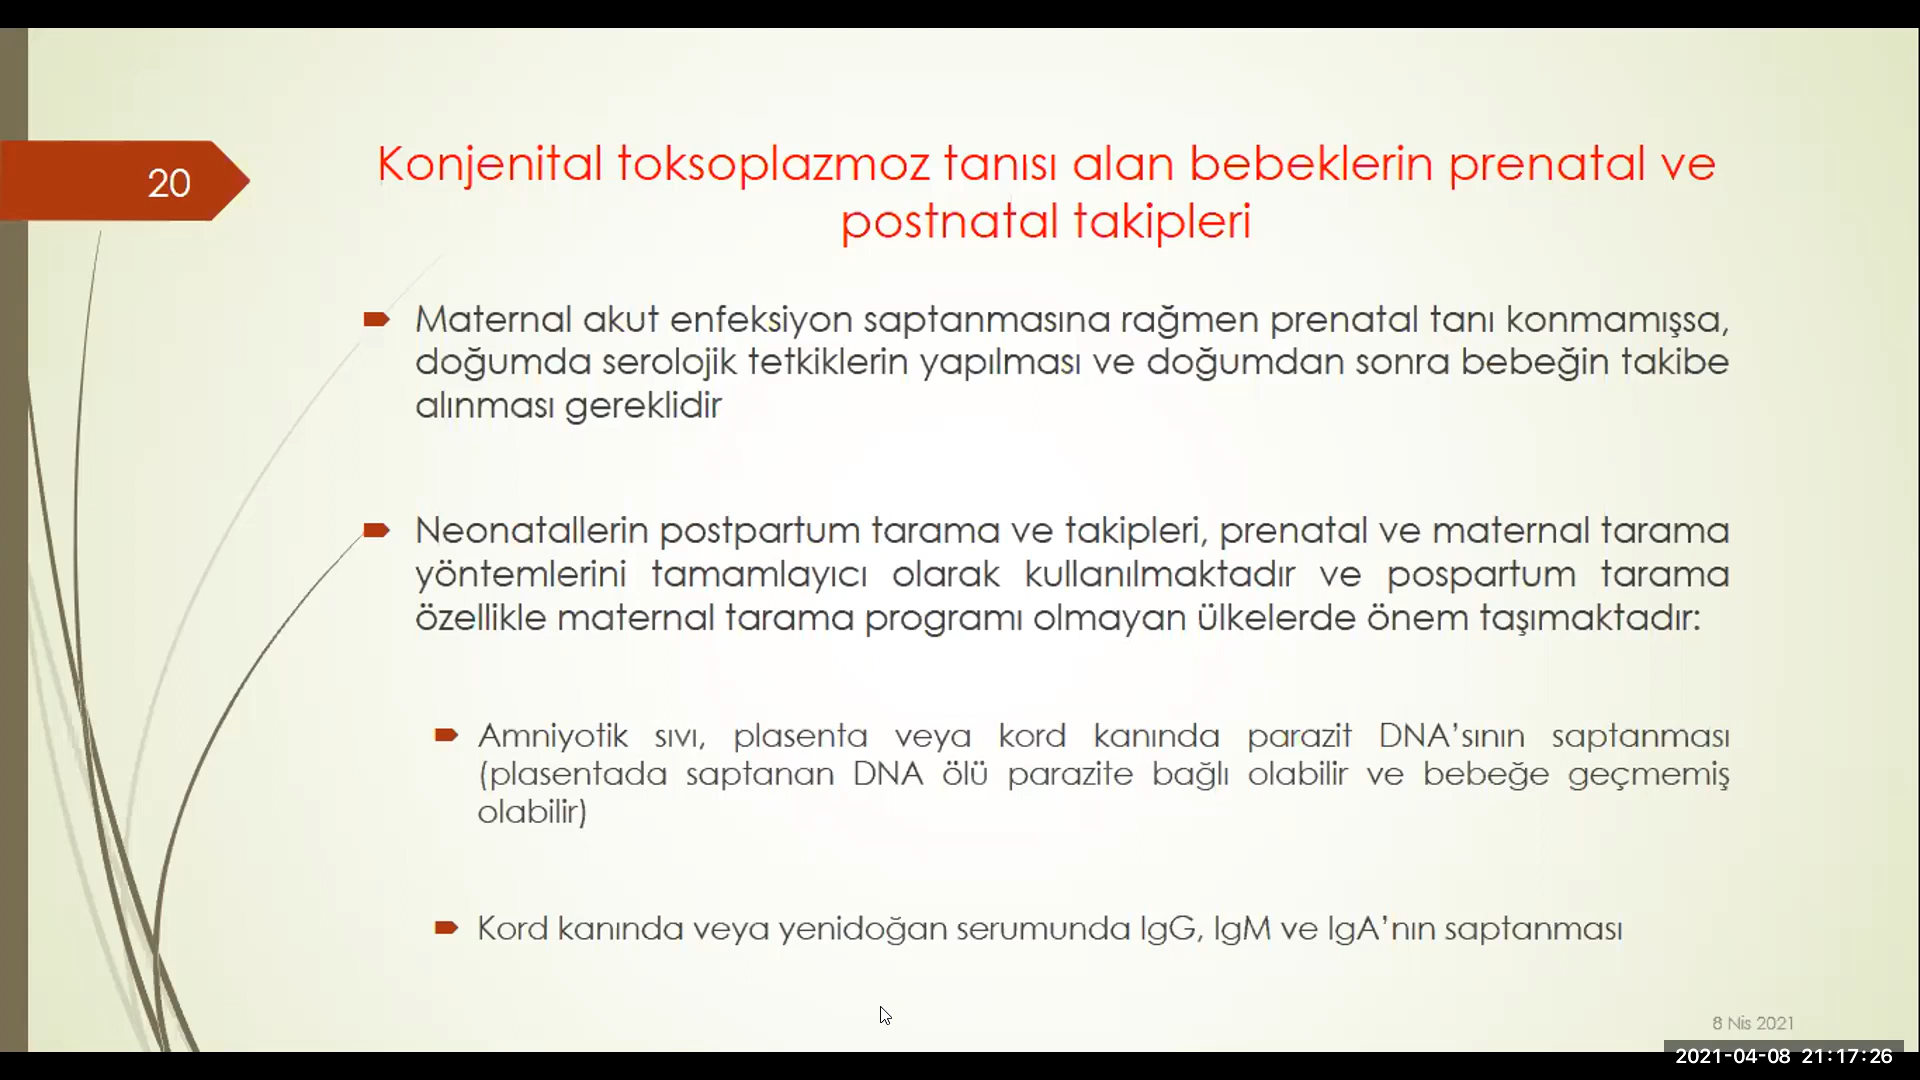 20
Konjenital toksoplazmoz tanısı alan bebeklerin prenatal ve
postnatal takipleri
Maternal akut enfeksiyon saptanmasına rağmen prenatal tanı konmamışsa,
doğumda serolojik tetkiklerin yapılması ve doğumdan sonra bebeğin takibe
alınması gereklidir
Neonatallerin postpartum tarama ve takipleri, prenatal ve maternal tarama
yöntemlerini tamamlayıcı olarak kullanılmaktadır ve pospartum tarama
özellikle maternal tarama programı olmayan ülkelerde önem taşımaktadır:
Amniyotik sıvı, plasenta veya kord kanında parazit DNA’sının saptanması
(plasentada saptanan DNA ölü parazite bağlı olabilir ve bebeğe geçmemiş
olabilir)
Kord kanında veya yenidoğan serumunda IgG, IgM ve IgA’nın saptanması
8 Nis 2021
2021-04-08 21:17:26